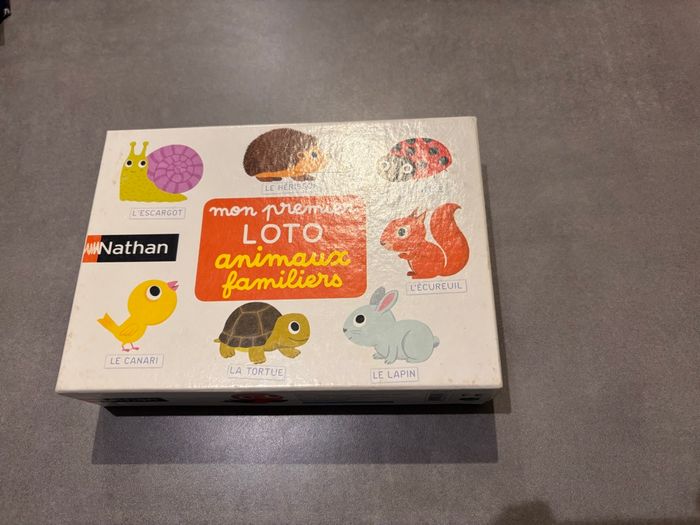 L'ESCARGOT
LE HÉRISSON
mon premier
LOTO
animaux
familiers
Nathan
L'ÉCUREUIL
LE CANARI
LA TORTUE
LE LAPIN